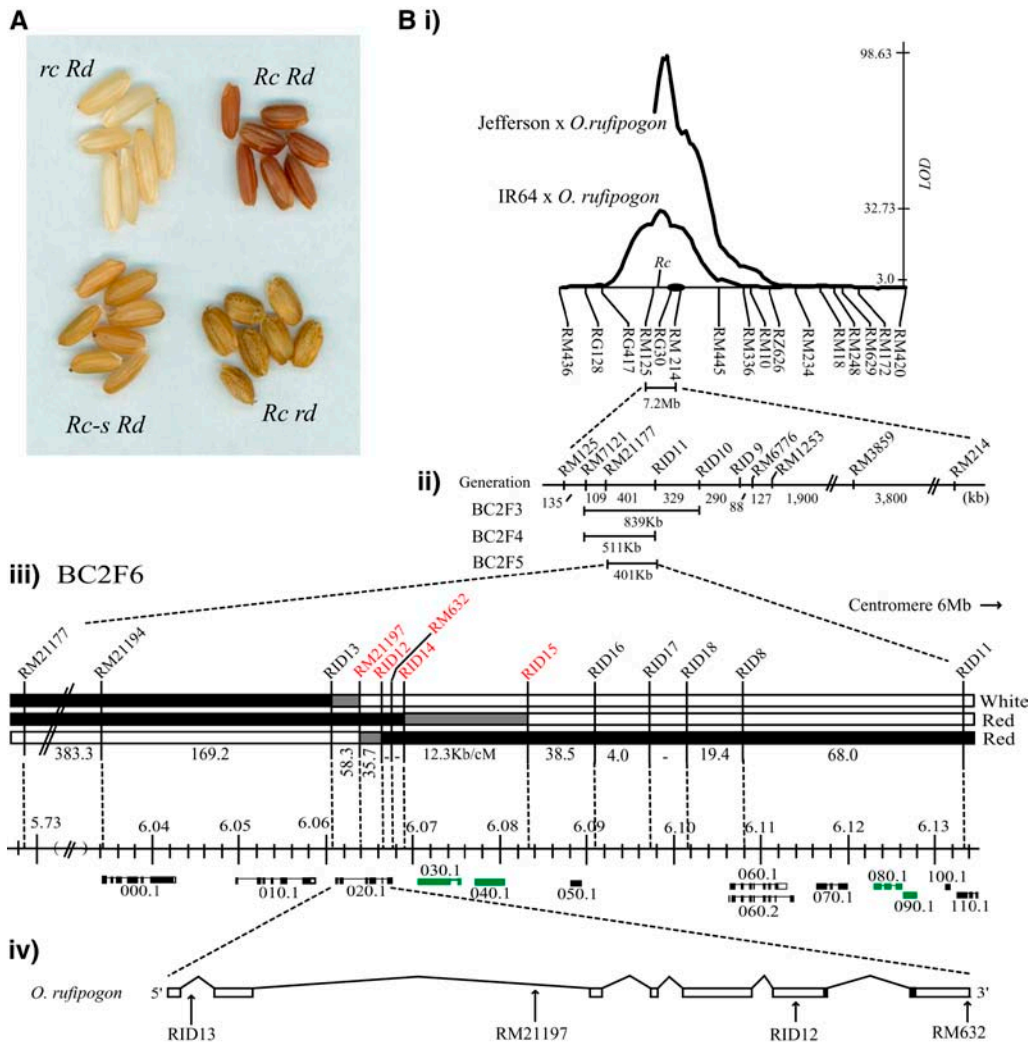 A
rc Rd
Rc Rd
Rc-s Rd
Rc rd
B i)
98.63
Jefferson x O.rufipogon
LOD
IR64 x O. rufipogon
32.73
3.0
Rc
RM436
RG128
RG417
RM125
RG30
RM 214
RM445
RM336
RM10
RZ626
RM234
RM18
RM248
RM629
RM172
RM420
7.2Mb
ii)
RM125
RM7121
RM21177
RID11
RID10
RID 9
RM6776
RM1253
RM3859
RM214
Generation
135 109 401 329 290 88 127 1,900 3,800 (kb)
BC2F3
839Kb
BC2F4
511Kb
BC2F5
401Kb
iii) BC2F6
Centromere 6Mb
RM21177
RM21194
RID13
RM21197
RID12
RM632
RID14
RID15
RID16
RID17
RID18
RID8
RID11
White
Red
Red
383.3 169.2 58.3 35.7 - - 12.3Kb/cM 38.5 4.0 - 19.4 68.0
5.73 6.04 6.05 6.06 6.07 6.08 6.09 6.10 6.11 6.12 6.13
000.1 010.1 020.1 030.1 040.1 050.1 060.1 060.2 070.1 080.1 090.1 100.1 110.1
iv)
O. rufipogon 5' 3'
RID13 RM21197 RID12 RM632